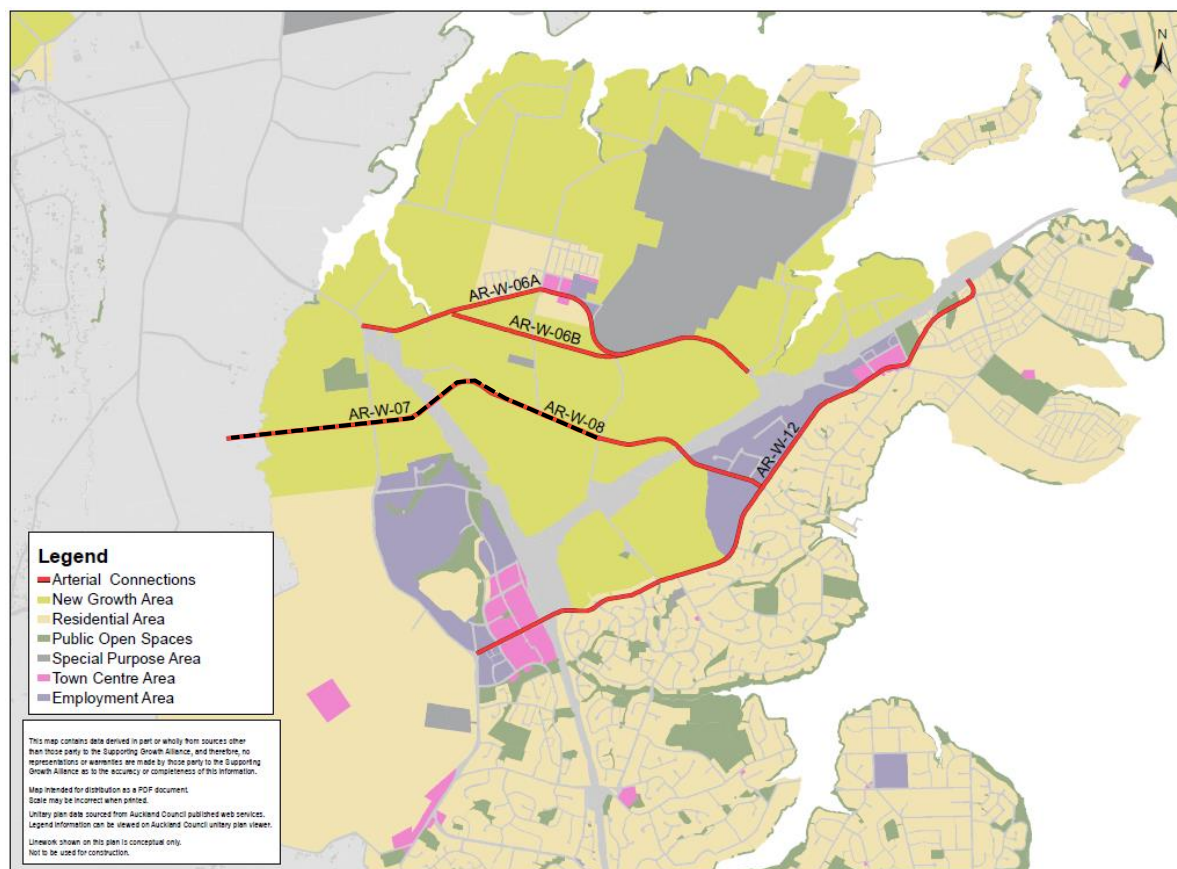 N
AR-W-06A
AR-W-06B
AR-W-07
AR-W-08
AR-W-12
Legend
Arterial Connections
New Growth Area
Residential Area
Public Open Spaces
Special Purpose Area
Town Centre Area
Employment Area
This map contains data derived in part or wholly from sources other
than those party to the Supporting Growth Alliance, and therefore, no
representations or warranties are made by those party to the Supporting
Growth Alliance as to the accuracy or completeness of this information.
Map intended for distribution as a PDF document.
Scale may be incorrect when printed.
Unitary plan data sourced from Auckland Council published web services.
Legend information can be viewed on Auckland Council unitary plan viewer.
Linework shown on this plan is conceptual only.
Not to be used for construction.